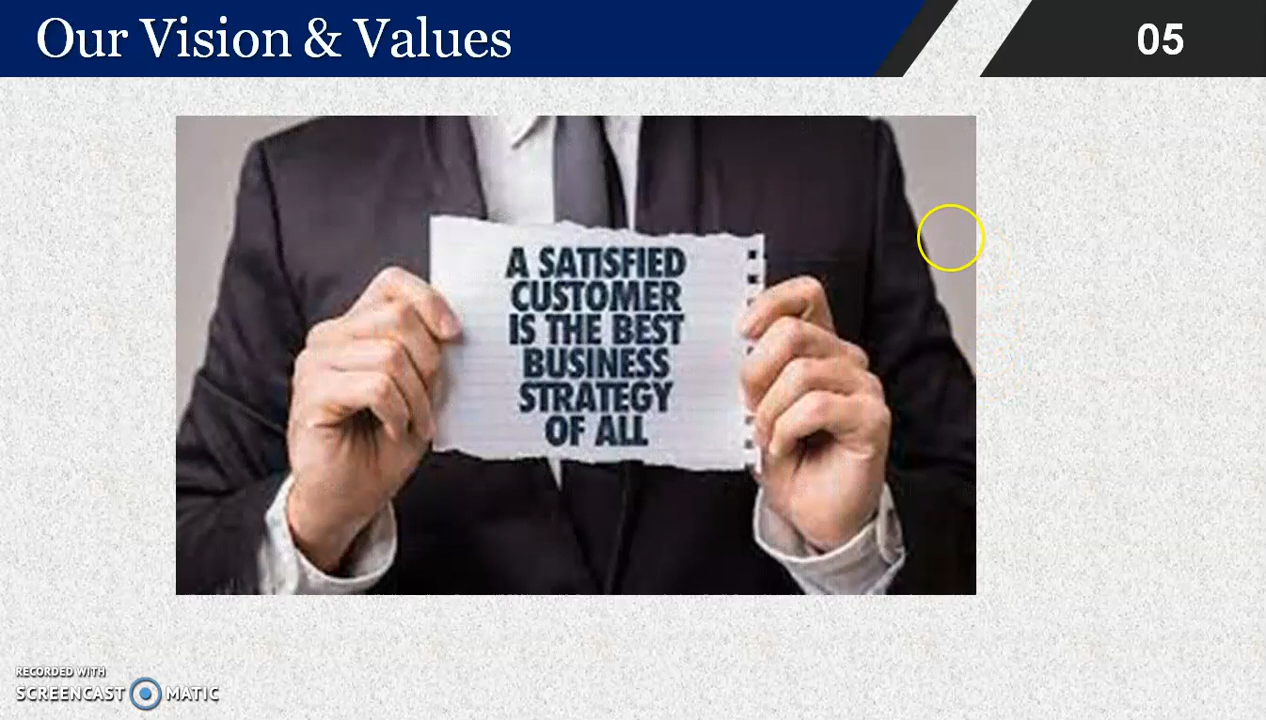 Our Vision & Values
05
A SATISFIED
CUSTOMER
IS THE BEST
BUSINESS
STRATEGY
OF ALL
RECORDED WITH
SCREENCAST MATIC